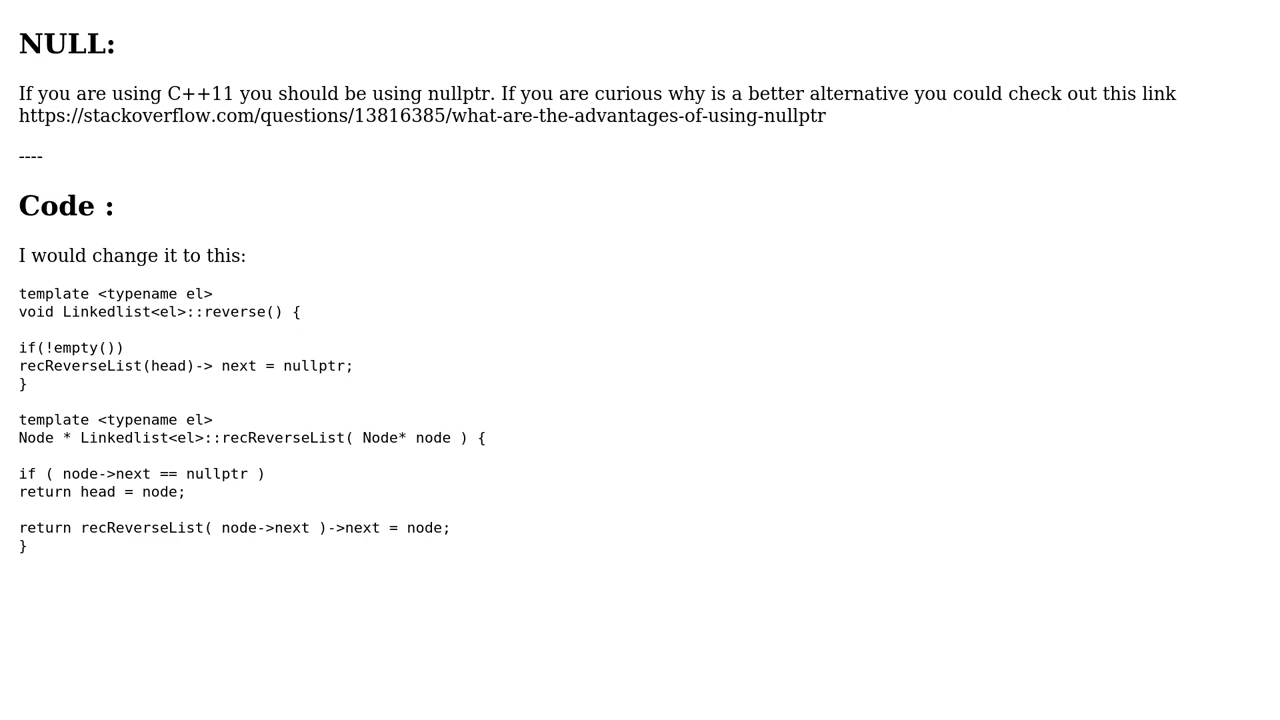 NULL:
If you are using C++11 you should be using nullptr. If you are curious why is a better alternative you could check out this link
https://stackoverflow.com/questions/13816385/what-are-the-advantages-of-using-nullptr
----
Code :
I would change it to this:
template <typename el>
void Linkedlist<el>::reverse() {
if(!empty())
recReverseList(head)-> next = nullptr;
}
template <typename el>
Node * Linkedlist<el>::recReverseList( Node* node ) {
if ( node->next == nullptr )
return head = node;
return recReverseList( node->next )->next = node;
}